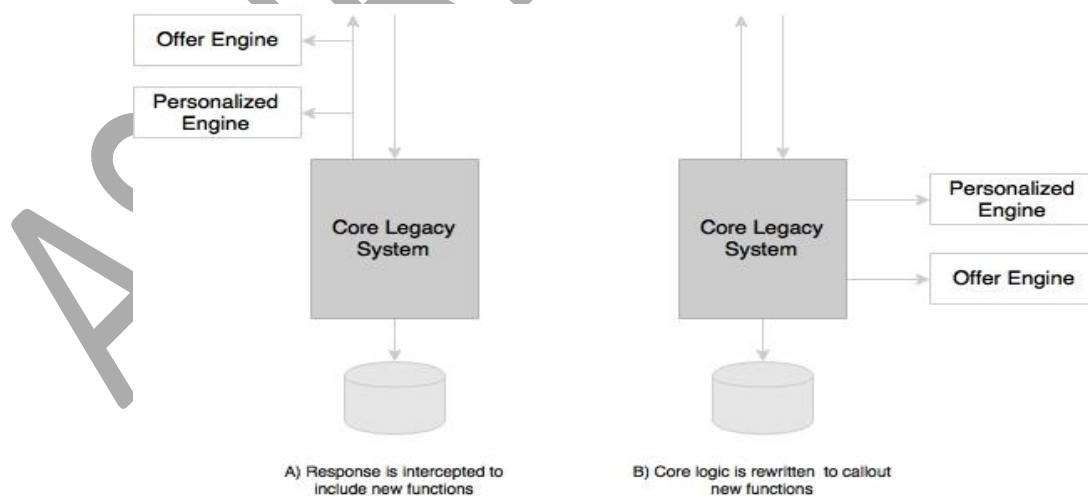 Offer Engine
Personalized
Engine
Core Legacy
System
A) Response is intercepted to
include new functions
Personalized
Engine
Offer Engine
Core Legacy
System
B) Core logic is rewritten to callout
new functions